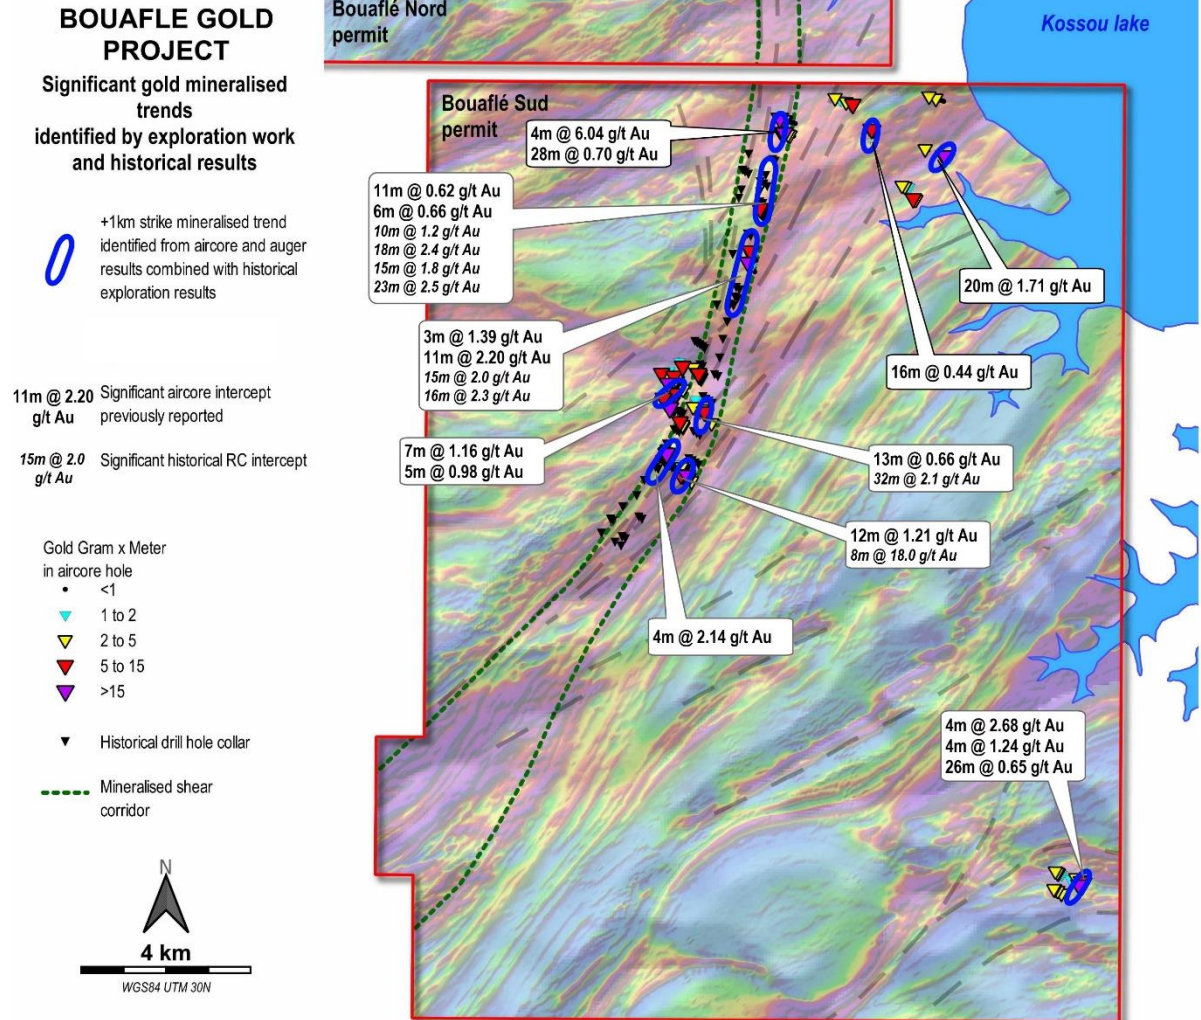 BOUAFLE GOLD
PROJECT
Significant gold mineralised
trends
identified by exploration work
and historical results
+1km strike mineralised trend
identified from aircore and auger
results combined with historical
exploration results
11m @ 2.20
g/t Au
Significant aircore intercept
previously reported
15m @ 2.0
g/t Au
Significant historical RC intercept
Gold Gram x Meter
in aircore hole
<1
1 to 2
2 to 5
5 to 15
>15
Historical drill hole collar
Mineralised shear
corridor
N
4 km
WGS84 UTM 30N
Bouaflé Nord
permit
Kossou lake
Bouaflé Sud
permit
4m @ 6.04 g/t Au
28m @ 0.70 g/t Au
11m @ 0.62 g/t Au
6m @ 0.66 g/t Au
10m @ 1.2 g/t Au
18m @ 2.4 g/t Au
15m @ 1.8 g/t Au
23m @ 2.5 g/t Au
20m @ 1.71 g/t Au
3m @ 1.39 g/t Au
11m @ 2.20 g/t Au
15m @ 2.0 g/t Au
16m @ 2.3 g/t Au
16m @ 0.44 g/t Au
7m @ 1.16 g/t Au
5m @ 0.98 g/t Au
13m @ 0.66 g/t Au
32m @ 2.1 g/t Au
12m @ 1.21 g/t Au
8m @ 18.0 g/t Au
4m @ 2.14 g/t Au
4m @ 2.68 g/t Au
4m @ 1.24 g/t Au
26m @ 0.65 g/t Au